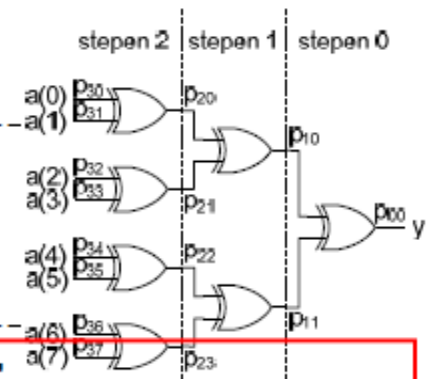 stepen 2 stepen 1 stepen 0
a(0) p30 p20
a(1) p31
p10
a(2) p32
a(3) p33 p21
p00 y
a(4) p34 p22
a(5) p35
p11
a(6) p36
a(7) p37 p23